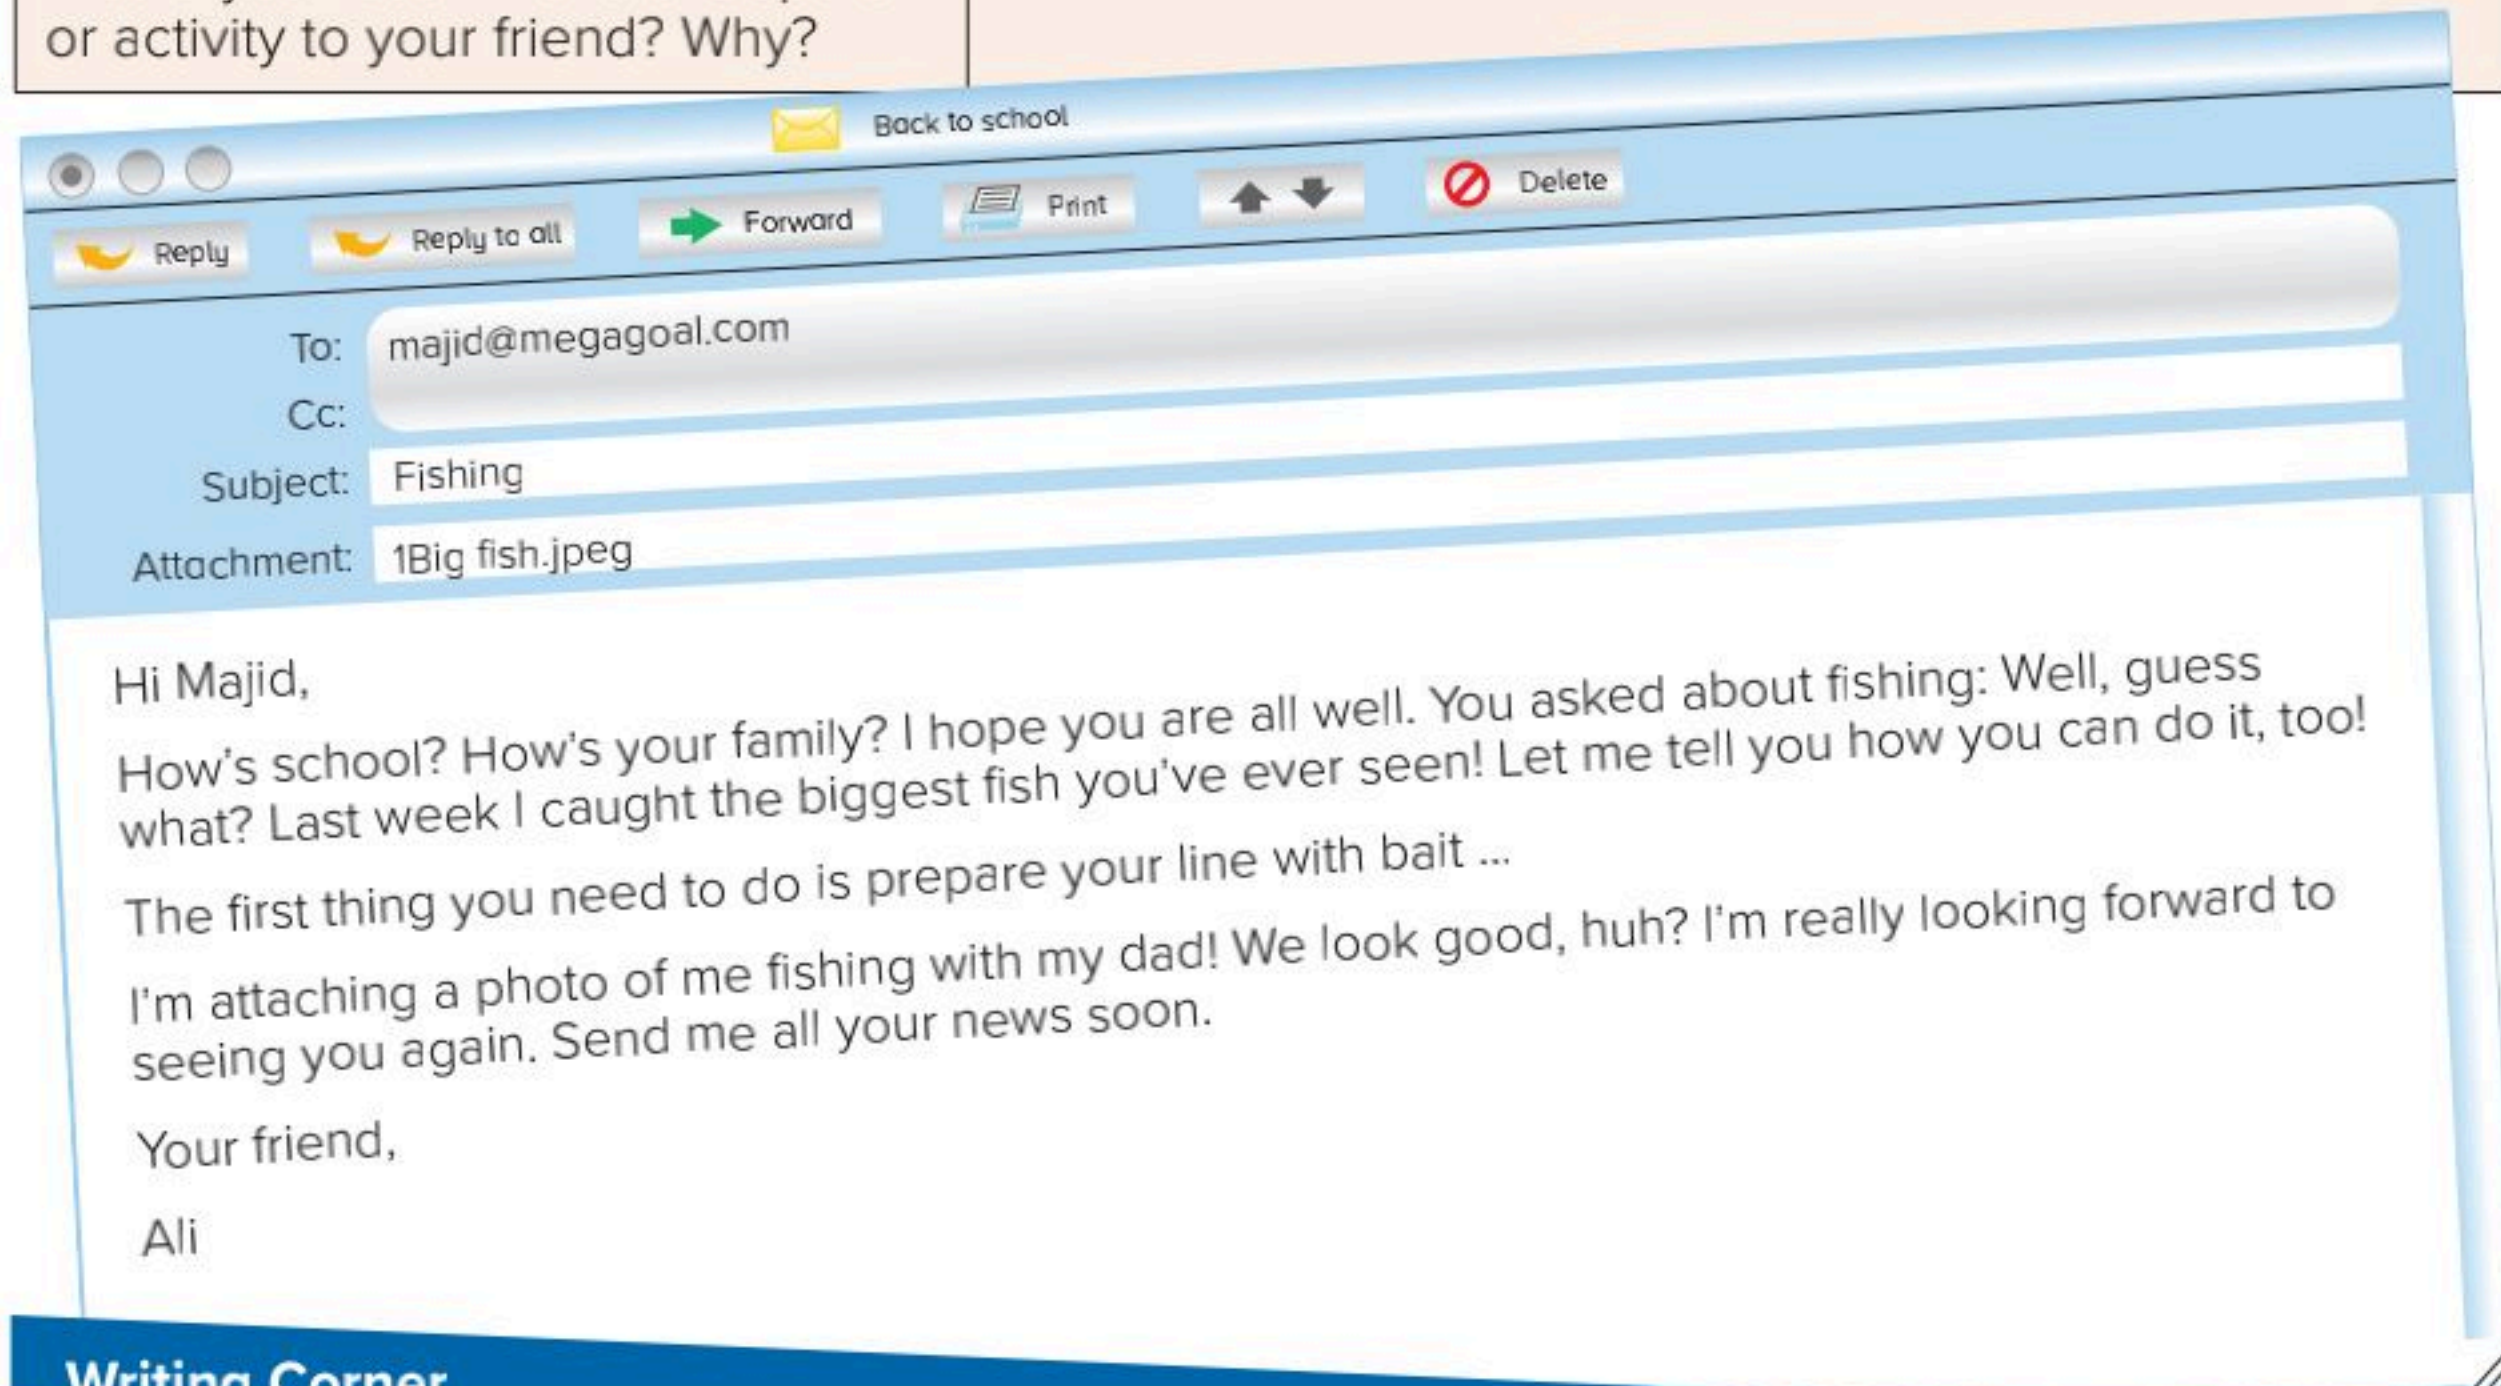 or activity to your friend? Why?
Back to school
Reply Reply to all Forward Print Delete
To: majid@megagoal.com
Cc:
Subject: Fishing
Attachment: 1Big fish.jpeg
Hi Majid,
How's school? How's your family? I hope you are all well. You asked about fishing: Well, guess
what? Last week I caught the biggest fish you've ever seen! Let me tell you how you can do it, too!
The first thing you need to do is prepare your line with bait ...
I'm attaching a photo of me fishing with my dad! We look good, huh? I'm really looking forward to
seeing you again. Send me all your news soon.
Your friend,
Ali
Writing Corner